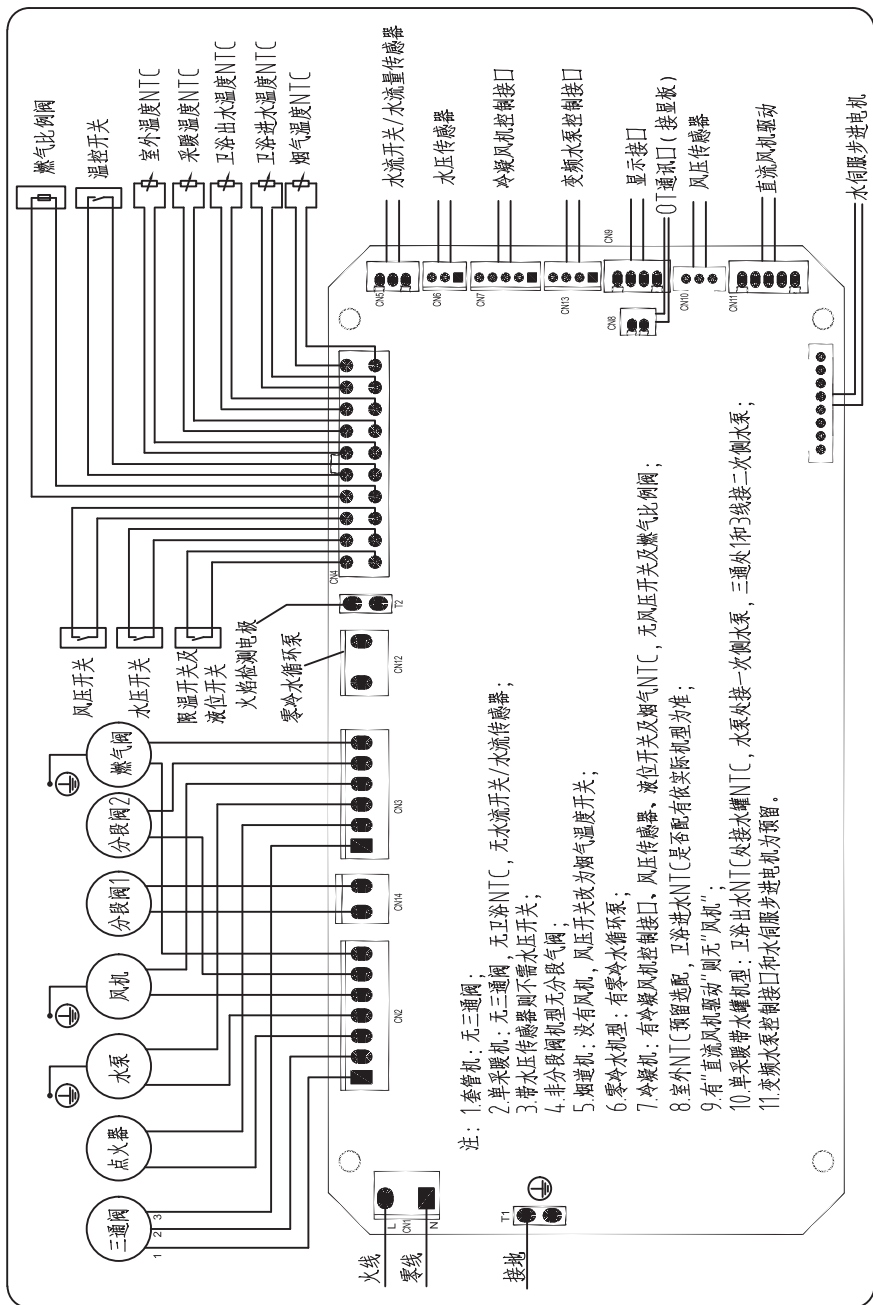 燃气比例阀
温控开关
室外温度NTC
采暖温度NTC
卫浴出水温度NTC
卫浴进水温度NTC
烟气温度NTC
水流开关/水流量传感器
水压传感器
冷凝风机控制接口
变频水泵控制接口
显示接口
OT通讯口(接显板)
风压传感器
直流风机驱动
水伺服步进电机
CN5
CN6
CN7
CN13
CN9
CN8
CN10
CN11
CN4
T2
CN12
CN3
CN14
CN2
CN1
L
N
T1
风压开关
水压开关
限温开关及
液位开关
火焰检测电极
零冷水循环泵
燃气阀
分段阀2
分段阀1
风机
水泵
点火器
三通阀
1
2
3
火线
零线
接地
注：1.套管机：无三通阀；
2.单采暖机：无三通阀，无卫浴NTC，无水流开关/水流传感器；
3.带水压传感器则不需水压开关；
4.非分段阀机型无分段气阀；
5.烟道机：没有风机，风压开关改为烟气温度开关；
6.零冷水机型：有零冷水循环泵；
7.冷凝机：有冷凝风机控制接口、风压传感器、液位开关及烟气NTC，无风压开关及燃气比例阀；
8.室外NTC预留选配，卫浴进水NTC是否配有依实际机型为准；
9.有"直流风机驱动"则无"风机"；
10.单采暖带水罐机型：卫浴出水NTC处接水罐NTC，水泵处接一次侧水泵，三通处1和3线接二次侧水泵；
11.变频水泵控制接口和水伺服步进电机为预留。